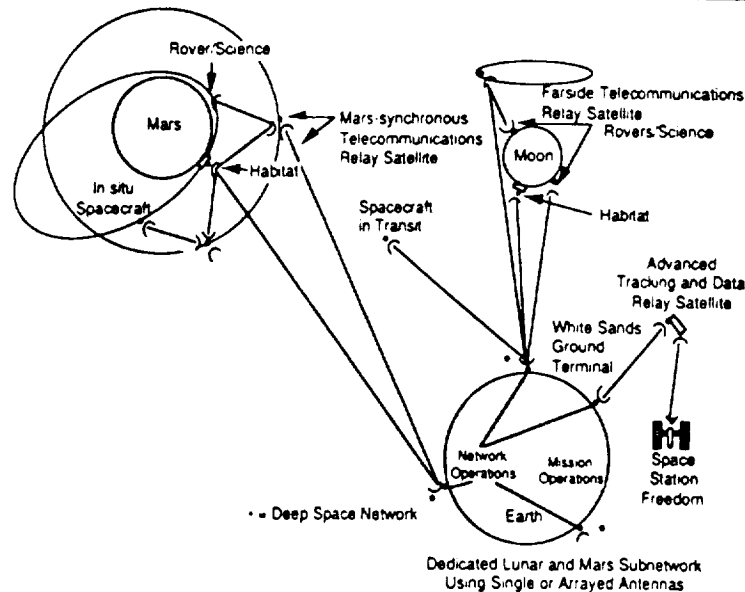 Rover/Science
Mars
Mars-synchronous
Telecommunications
Relay Satellite
Habitat
In situ
Spacecraft
Farside Telecommunications
Relay Satellite
Rovers/Science
Moon
Habitat
Spacecraft
in Transit
Advanced
Tracking and Data
Relay Satellite
White Sands
Ground
Terminal
Network
Operations
Mission
Operations
Space
Station
Freedom
Earth
• = Deep Space Network
Dedicated Lunar and Mars Subnetwork
Using Single or Arrayed Antennas